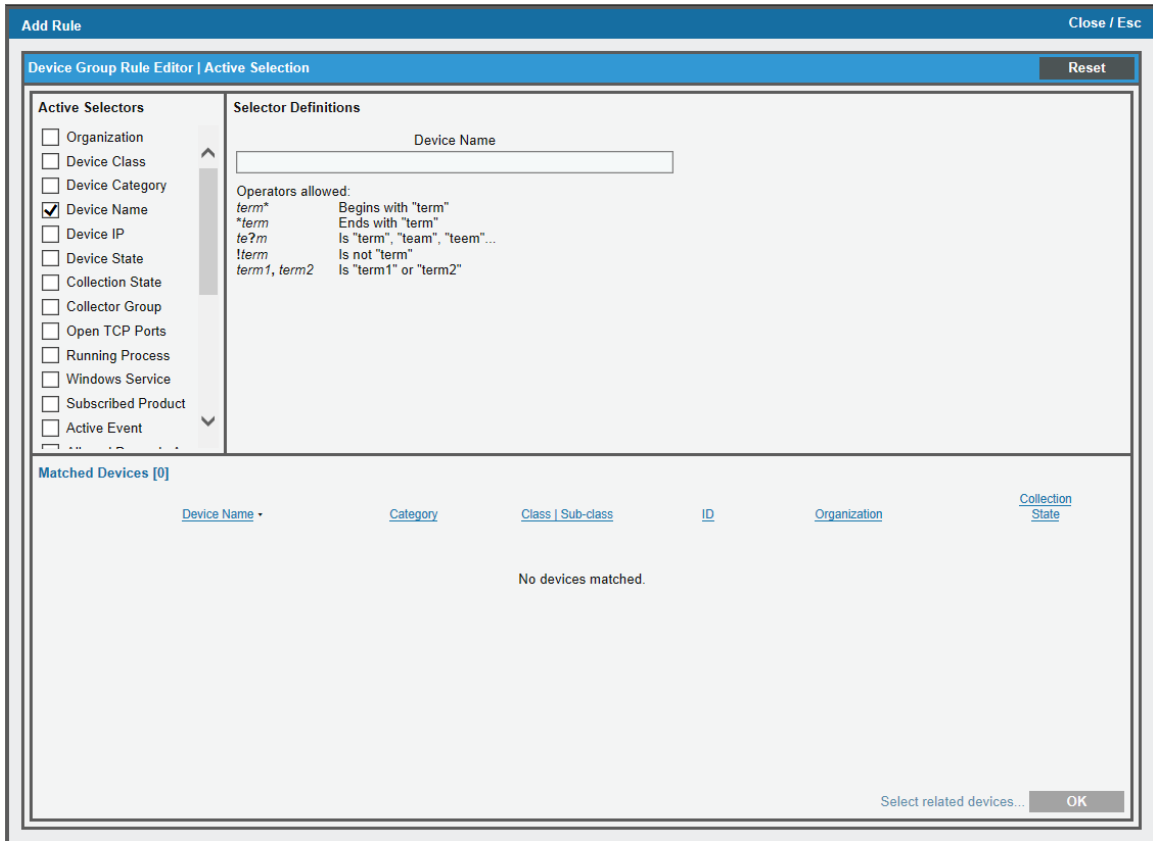 Add Rule
Close / Esc
Device Group Rule Editor | Active Selection
Reset
Active Selectors
Organization
Device Class
Device Category
Device Name
Device IP
Device State
Collection State
Collector Group
Open TCP Ports
Running Process
Windows Service
Subscribed Product
Active Event
Selector Definitions
Device Name
Operators allowed:
term* Begins with "term"
*term Ends with "term"
te?m Is "term", "team", "teem"...
!term Is not "term"
term1, term2 Is "term1" or "term2"
Matched Devices [0]
Device Name Category Class | Sub-class ID Organization Collection
State
No devices matched.
Select related devices... OK